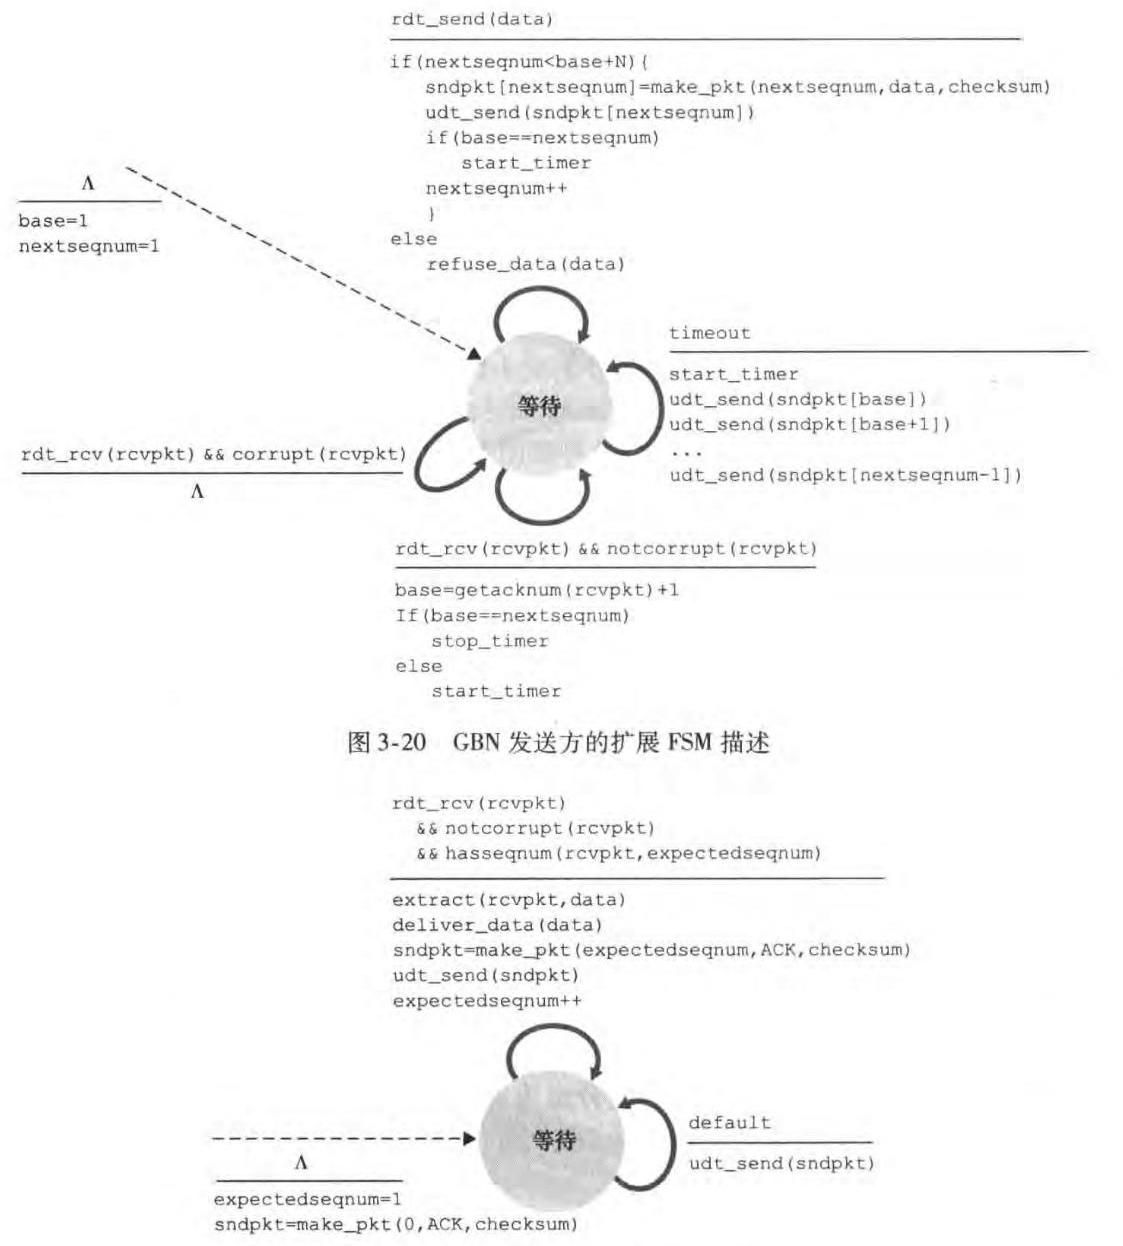 rdt_send(data)
if(nextseqnum<base+N){
sndpkt[nextseqnum]=make_pkt(nextseqnum,data,checksum)
udt_send(sndpkt[nextseqnum])
if(base==nextseqnum)
start_timer
nextseqnum++
}
else
refuse_data(data)
Λ
base=1
nextseqnum=1
等待
timeout
start_timer
udt_send(sndpkt[base])
udt_send(sndpkt[base+1])
...
udt_send(sndpkt[nextseqnum-1])
rdt_rcv(rcvpkt) && corrupt(rcvpkt)
Λ
rdt_rcv(rcvpkt) && notcorrupt(rcvpkt)
base=getacknum(rcvpkt)+1
If(base==nextseqnum)
stop_timer
else
start_timer
图 3-20 GBN 发送方的扩展 FSM 描述
rdt_rcv(rcvpkt)
&& notcorrupt(rcvpkt)
&& hasseqnum(rcvpkt,expectedseqnum)
extract(rcvpkt,data)
deliver_data(data)
sndpkt=make_pkt(expectedseqnum,ACK,checksum)
udt_send(sndpkt)
expectedseqnum++
等待
default
udt_send(sndpkt)
Λ
expectedseqnum=1
sndpkt=make_pkt(0,ACK,checksum)